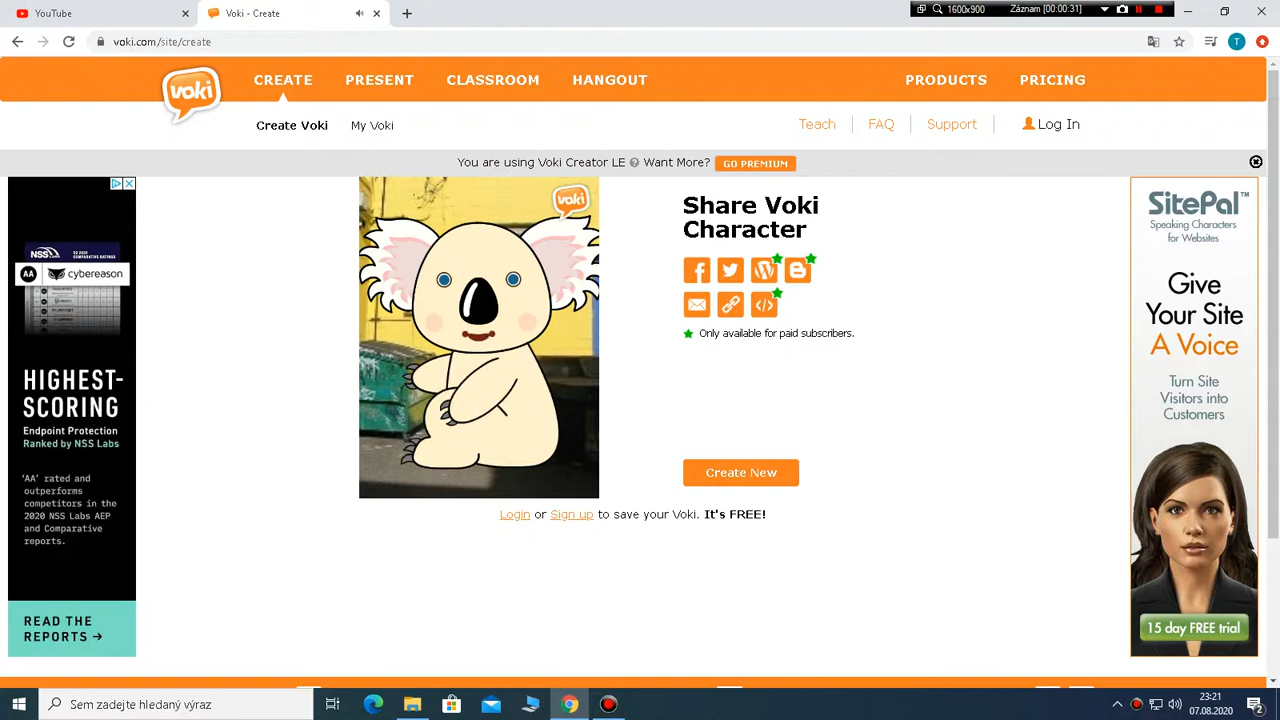 YouTube
Voki - Create
1600x900
Záznam [00:00:31]
voki.com/site/create
T
voki
CREATE
PRESENT
CLASSROOM
HANGOUT
PRODUCTS
PRICING
Create Voki
My Voki
Teach
FAQ
Support
Log In
You are using Voki Creator LE ? Want More? GO PREMIUM
AA cybereason
HIGHEST-
SCORING
Endpoint Protection
Ranked by NSS Labs
'AA' rated and
outperforms
competitors in the
2020 NSS Labs AEP
and Comparative
reports.
READ THE
REPORTS →
voki
Share Voki
Character
Only available for paid subscribers.
Create New
Login or Sign up to save your Voki. It's FREE!
SitePal™
Speaking Characters
for Websites
Give
Your Site
A Voice
Turn Site
Visitors into
Customers
15 day FREE trial
Sem zadejte hledaný výraz
23:21
07.08.2020
2